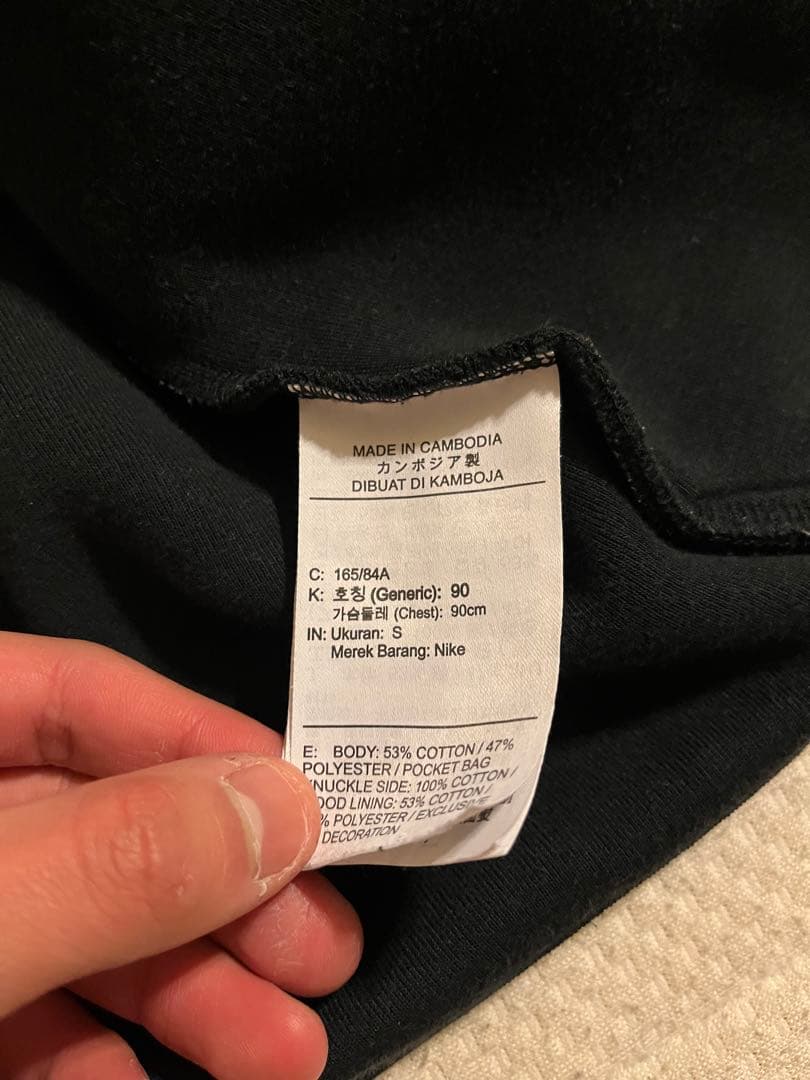 MADE IN CAMBODIA
カンボジア製
DIBUAT DI KAMBOJA
C: 165/84A
K: 호칭 (Generic): 90
가슴둘레 (Chest): 90cm
IN: Ukuran: S
Merek Barang: Nike
E: BODY: 53% COTTON / 47%
POLYESTER / POCKET BAG
SIDE: 100% COTTON /
LINING: 53% COTTON /
% POLYESTER / EXCLUSIVE
DECORATION